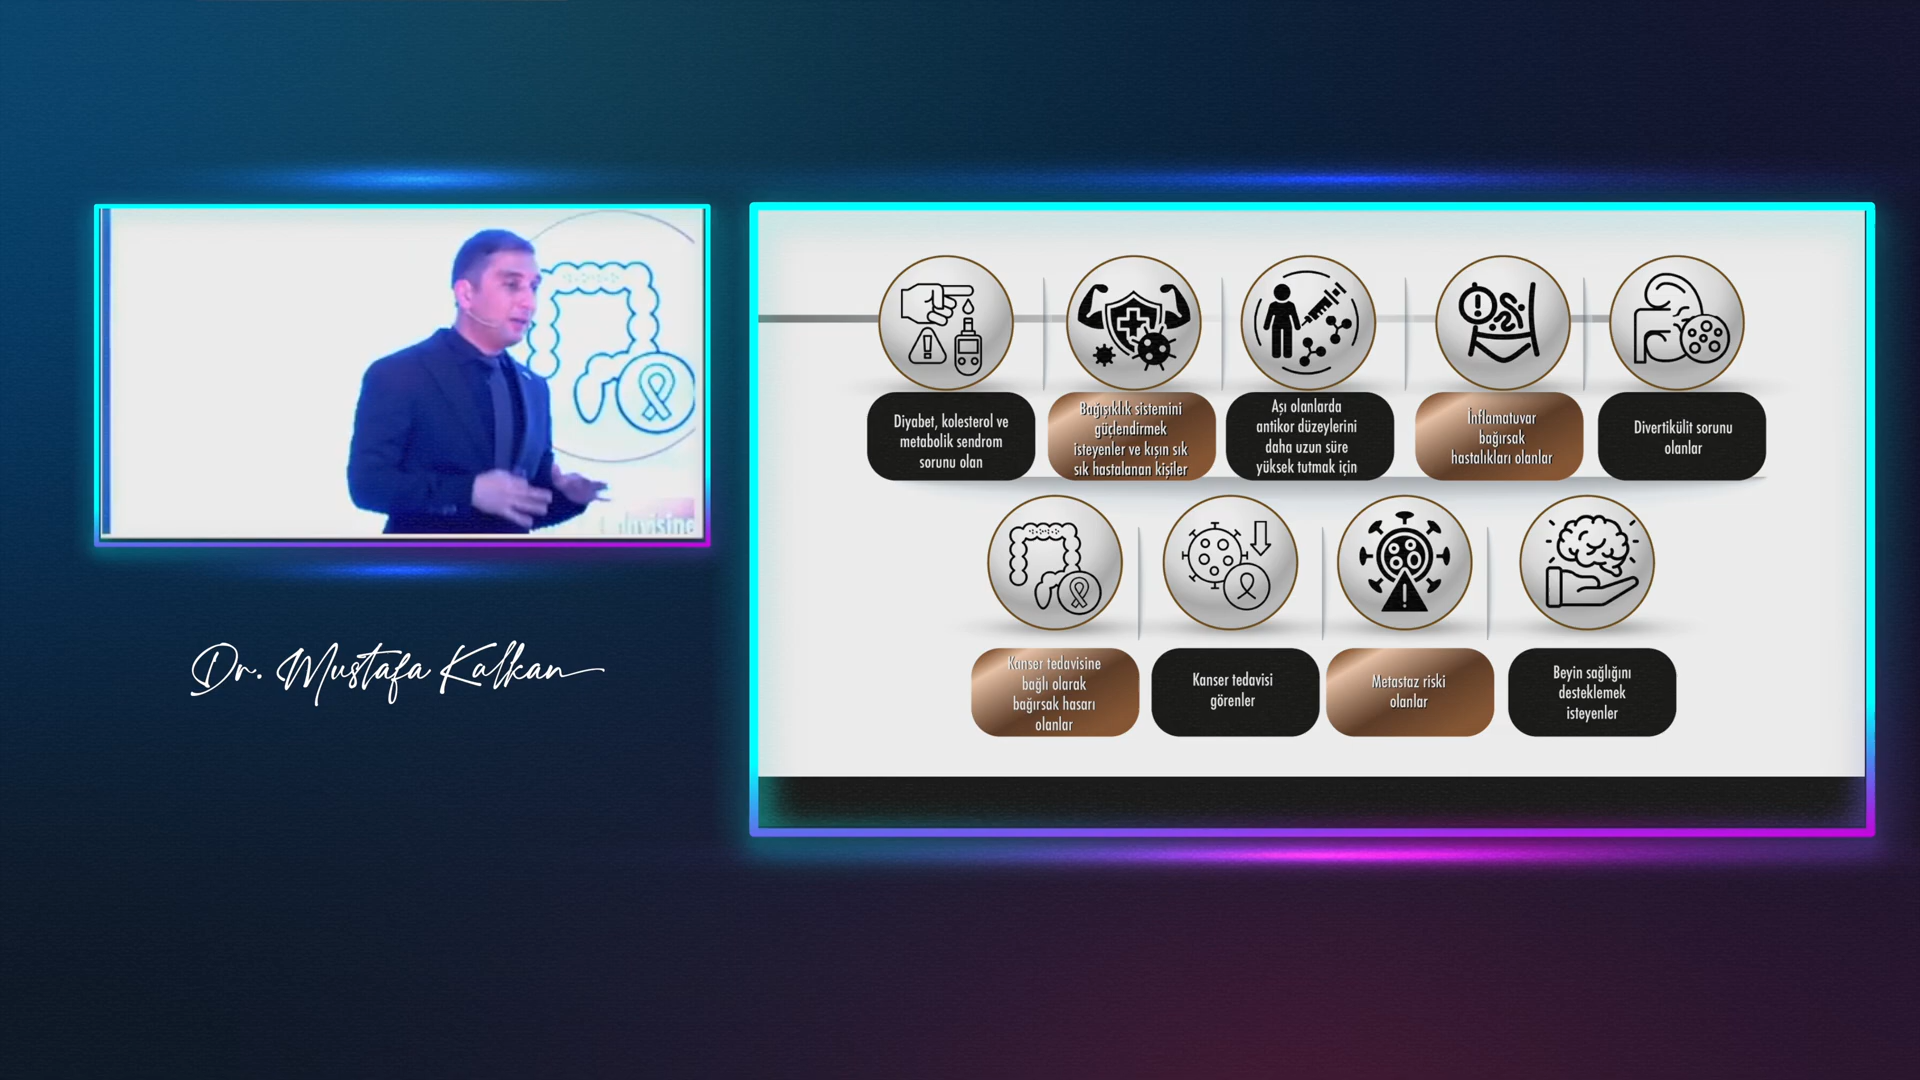 Dr. Mustafa Kalkan
Diyabet, kolesterol ve
metabolik sendrom
sorunu olan
Bağışıklık sistemini
güçlendirmek
isteyenler ve kışın sık
sık hastalanan kişiler
Aşı olanlarda
antikor düzeylerini
daha uzun süre
yüksek tutmak için
İnflamatuvar
bağırsak
hastalıkları olanlar
Divertikülit sorunu
olanlar
Kanser tedavisine
bağlı olarak
bağırsak hasarı
olanlar
Kanser tedavisi
görenler
Metastaz riski
olanlar
Beyin sağlığını
desteklemek
isteyenler